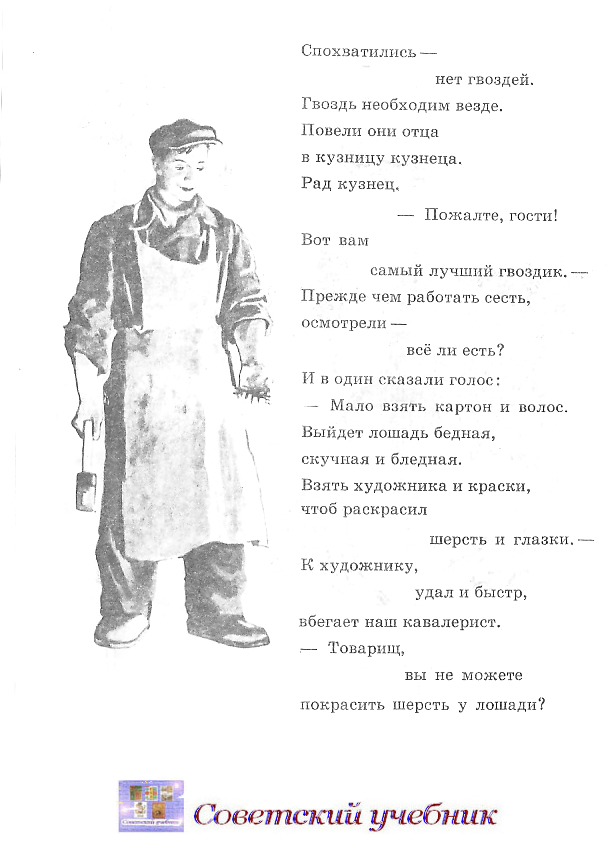 Спохватились —
нет гвоздей.
Гвоздь необходим везде.
Повели они отца
в кузницу кузнеца.
Рад кузнец.
— Пожалте, гости!
Вот вам
самый лучший гвоздик. —
Прежде чем работать сесть,
осмотрели —
всё ли есть?
И в один сказали голос:
— Мало взять картон и волос.
Выйдет лошадь бедная,
скучная и бледная.
Взять художника и краски,
чтоб раскрасил
шерсть и глазки. —
К художнику,
удал и быстр,
вбегает наш кавалерист.
— Товарищ,
вы не можете
покрасить шерсть у лошади?
Советский учебник
Советский учебник